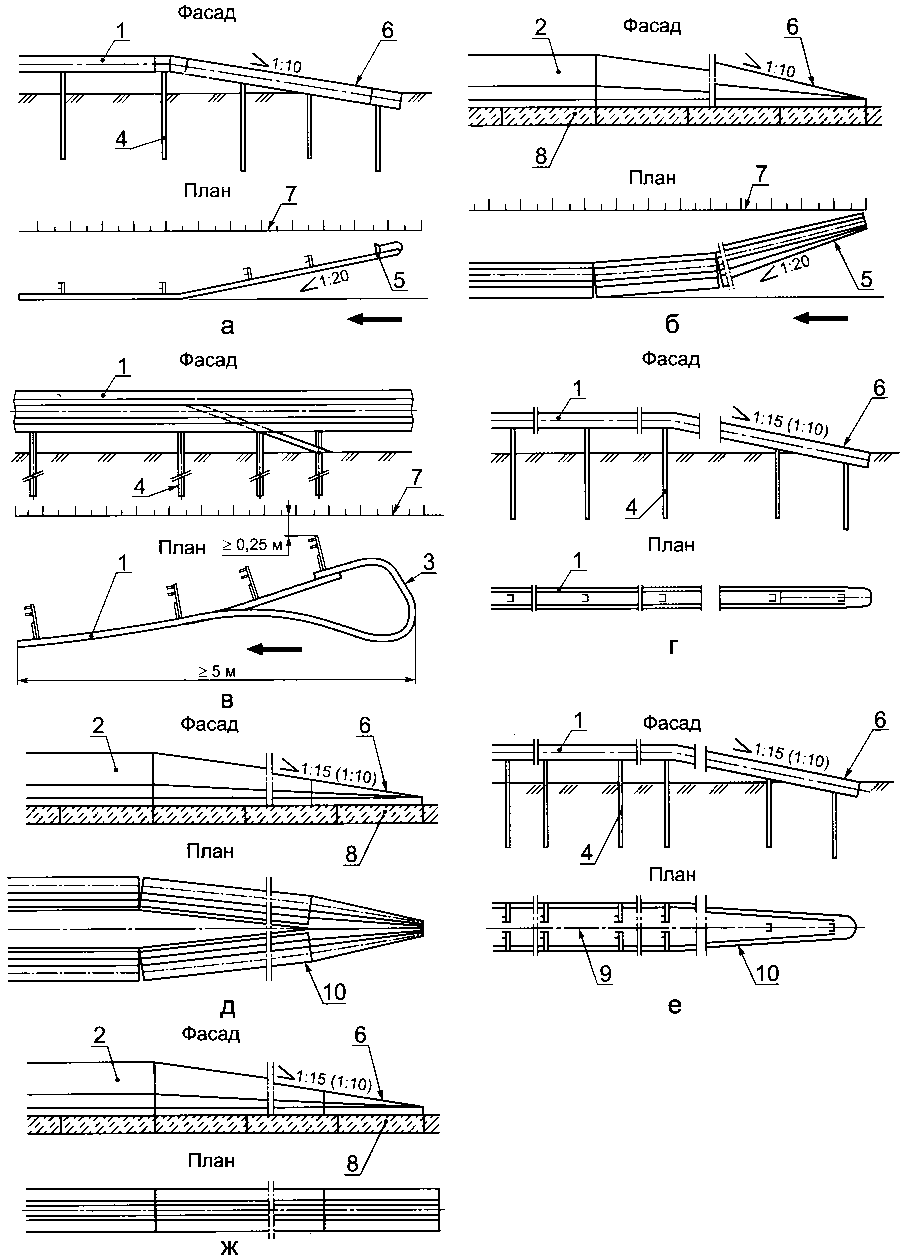 Фасад
1
6
1:10
4
План
7
1:20
5
а
Фасад
2
6
1:10
8
План
7
1:20
5
б
Фасад
1
4
7
План
≥ 0,25 м
1
3
≥ 5 м
в
Фасад
1
6
1:15 (1:10)
4
План
1
г
Фасад
2
6
1:15 (1:10)
8
План
10
д
Фасад
1
6
1:15 (1:10)
4
План
9
10
е
Фасад
2
6
1:15 (1:10)
8
План
ж